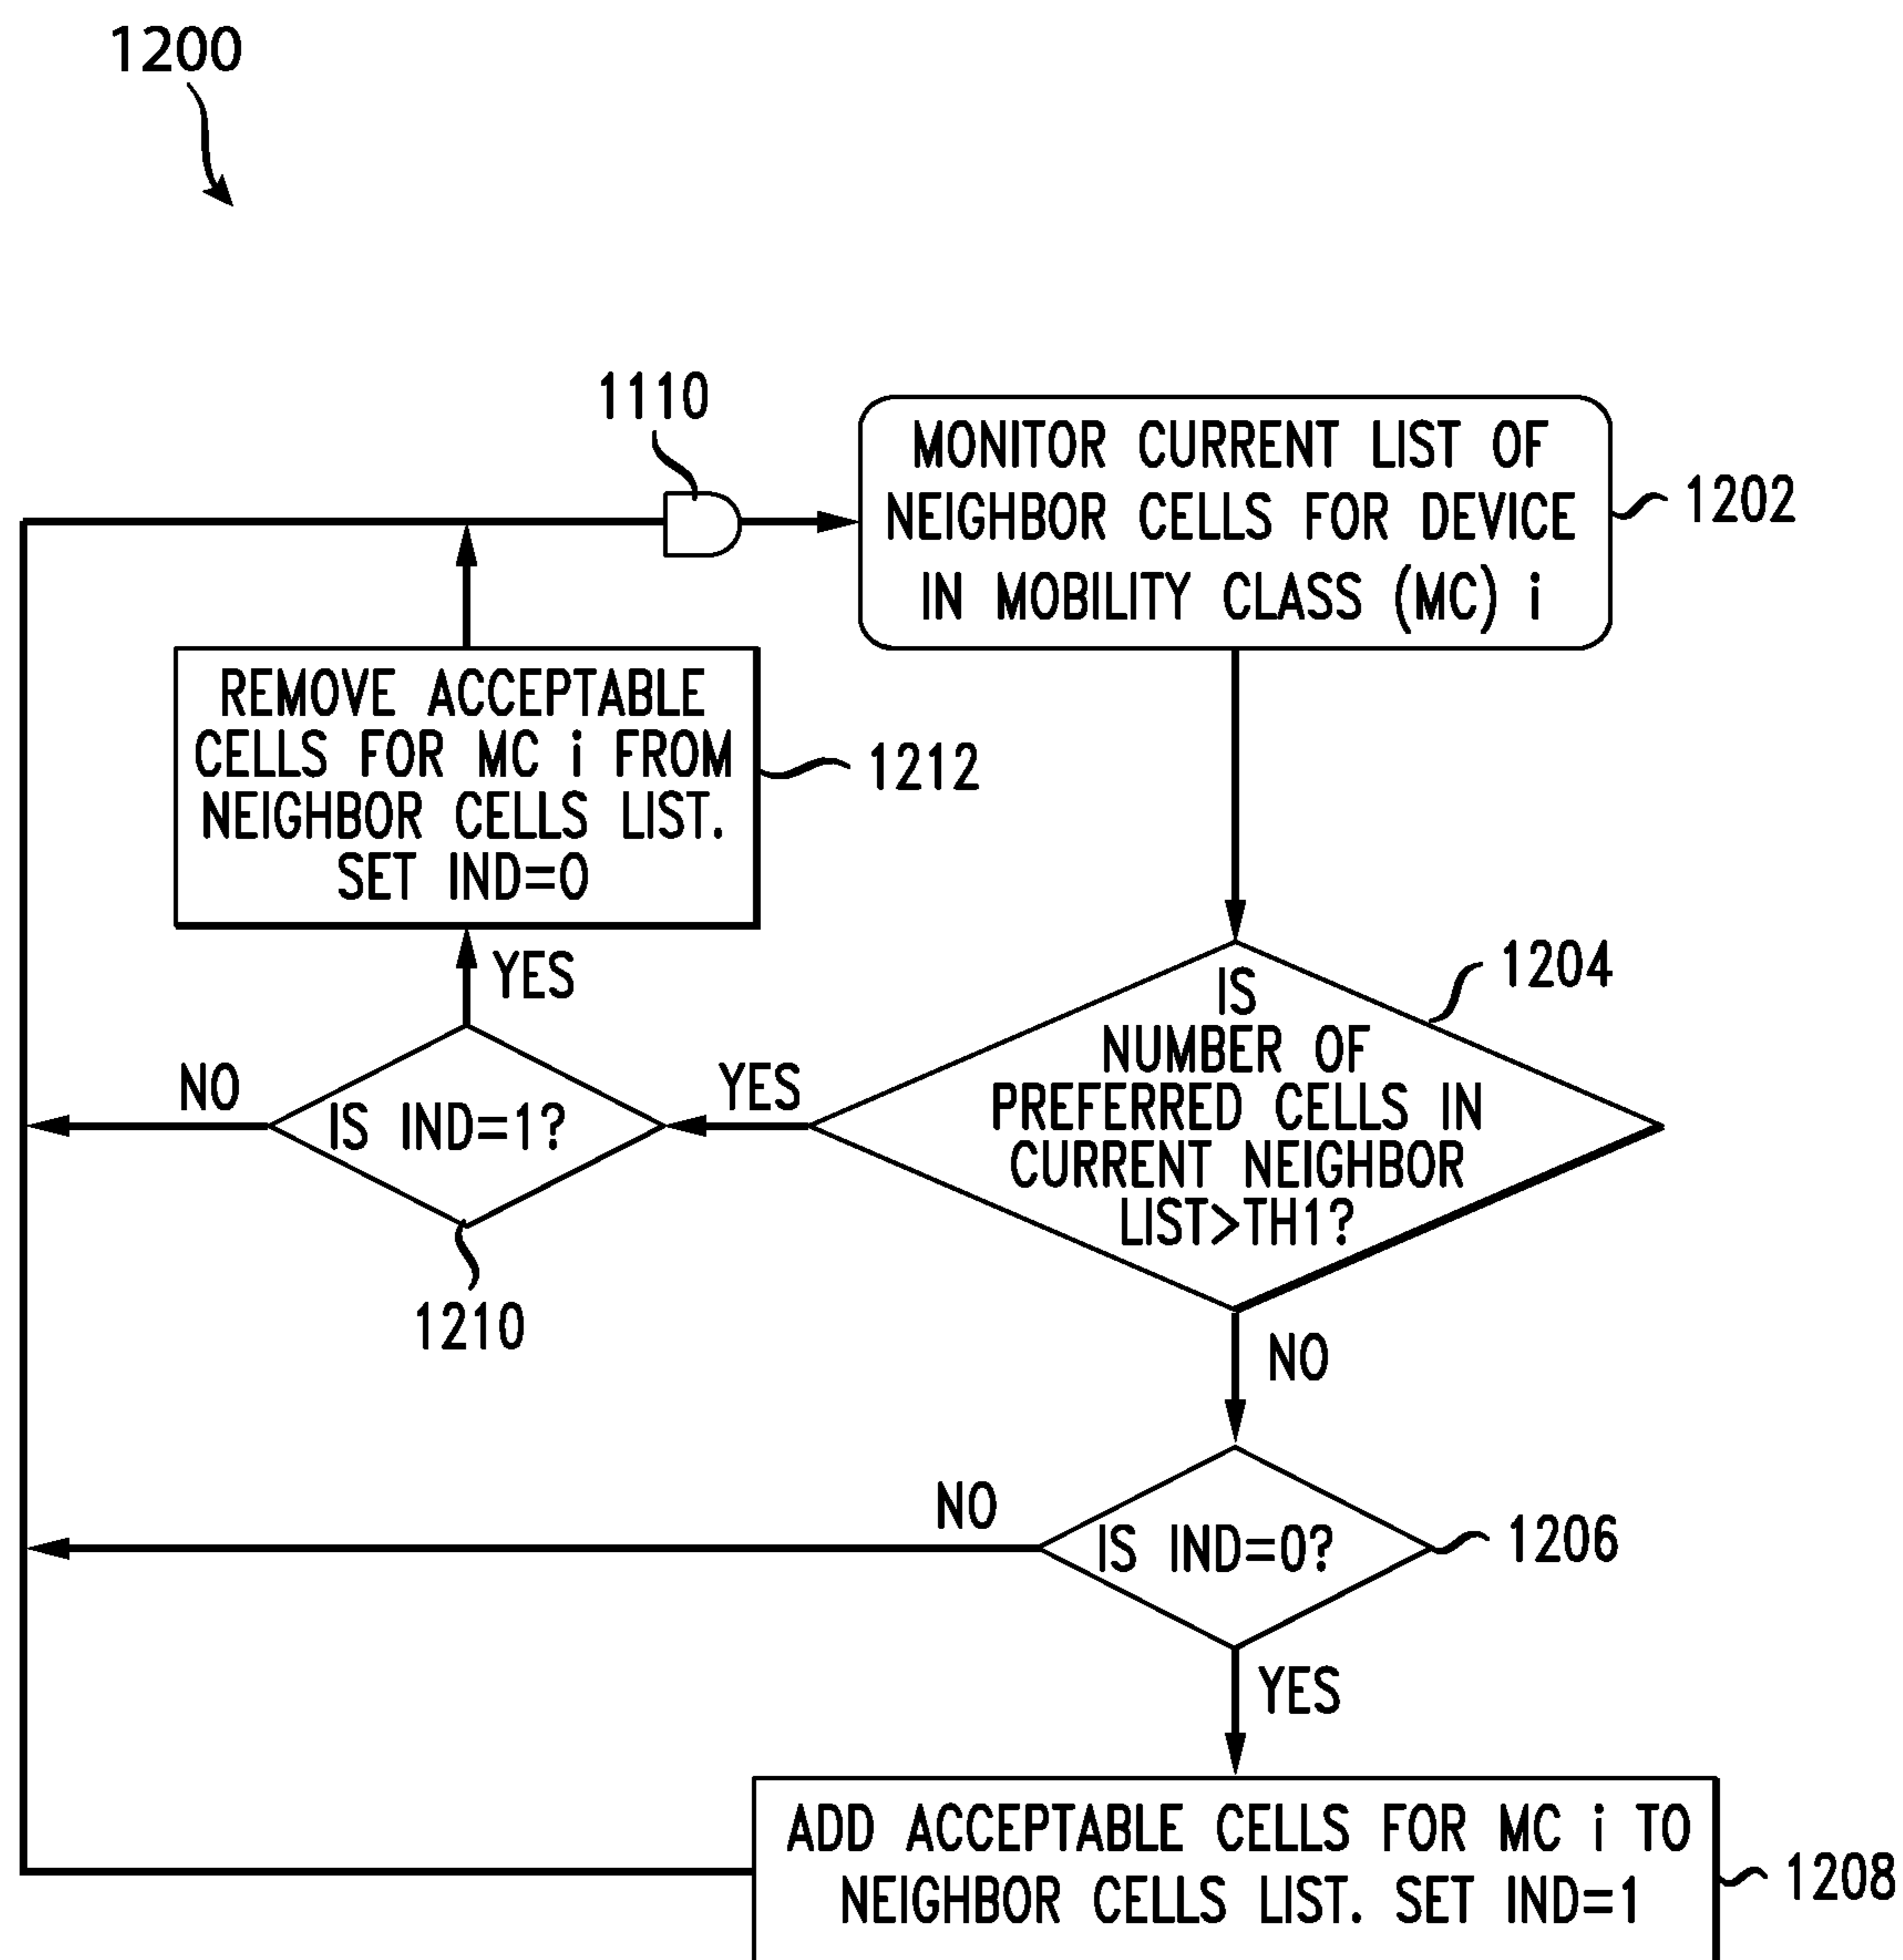 1200
1110
MONITOR CURRENT LIST OF
NEIGHBOR CELLS FOR DEVICE
IN MOBILITY CLASS (MC) i
1202
REMOVE ACCEPTABLE
CELLS FOR MC i FROM
NEIGHBOR CELLS LIST.
SET IND=0
1212
YES
IS
NUMBER OF
PREFERRED CELLS IN
CURRENT NEIGHBOR
LIST>TH1?
1204
NO
IS IND=1?
YES
1210
NO
NO
IS IND=0?
1206
YES
ADD ACCEPTABLE CELLS FOR MC i TO
NEIGHBOR CELLS LIST. SET IND=1
1208